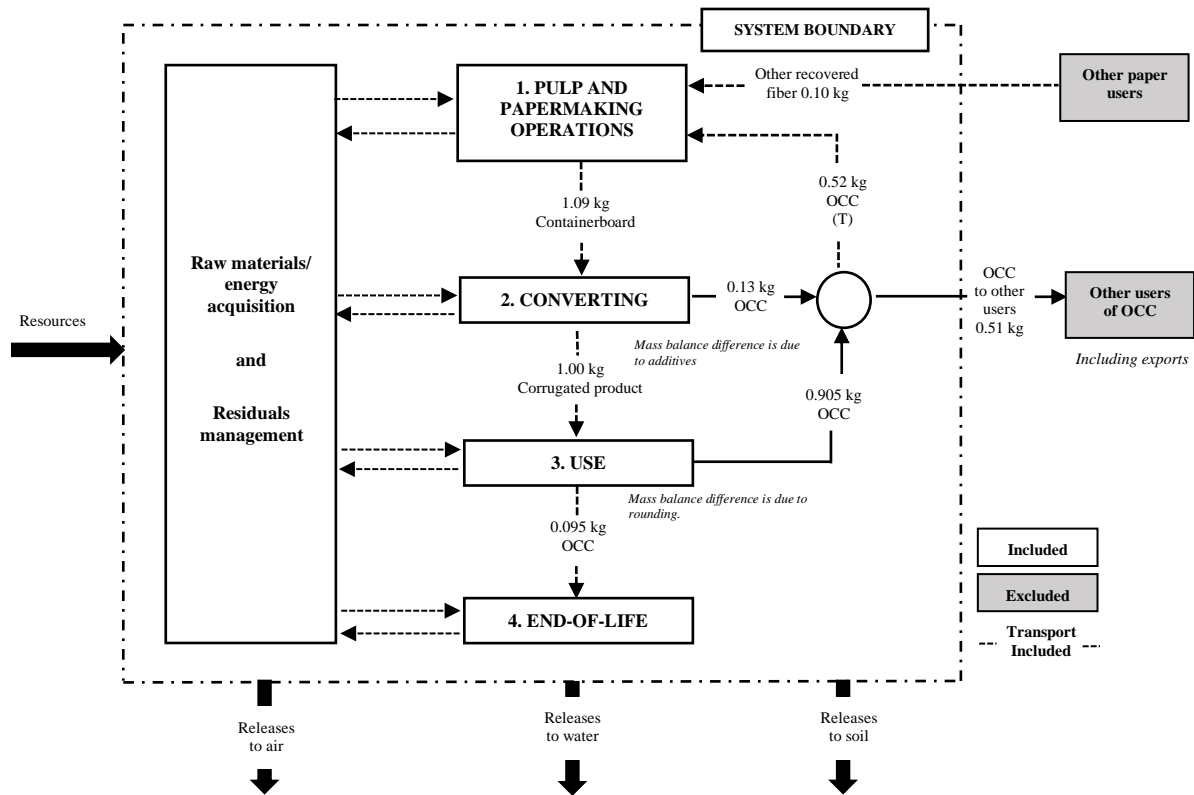 SYSTEM BOUNDARY
1. PULP AND
PAPERMAKING
OPERATIONS
Other recovered
fiber 0.10 kg
Other paper
users
0.52 kg
OCC
(T)
1.09 kg
Containerboard
Raw materials/
energy
acquisition
and
Residuals
management
Resources
2. CONVERTING
0.13 kg
OCC
OCC
to other
users
0.51 kg
Other users
of OCC
Including exports
Mass balance difference is due
to additives
1.00 kg
Corrugated product
0.905 kg
OCC
3. USE
Mass balance difference is due to
rounding.
0.095 kg
OCC
4. END-OF-LIFE
Included
Excluded
Transport
Included
Releases
to air
Releases
to water
Releases
to soil